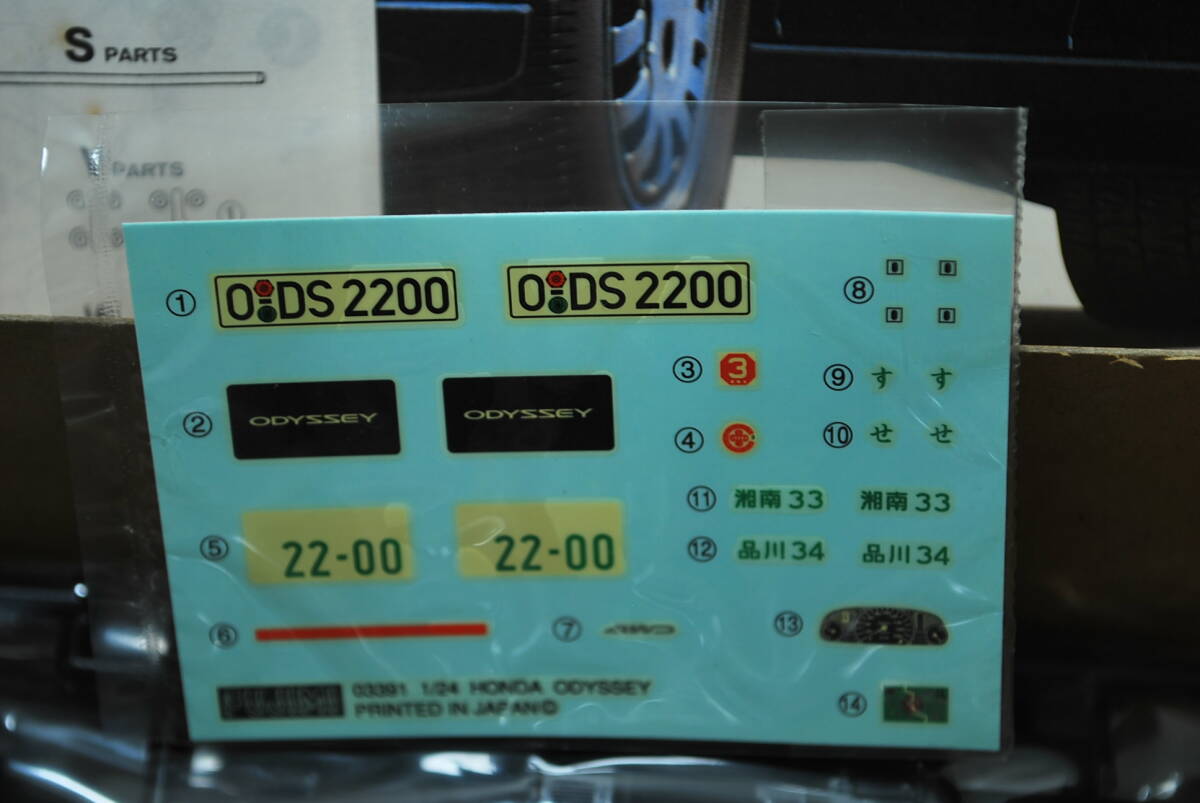 S PARTS
PARTS
① O DS 2200 O DS 2200 ⑧
② ODYSSEY ODYSSEY
③ 3
④
⑨ す す
⑩ せ せ
⑪ 湘南 33 湘南 33
⑤ 22-00 22-00
⑫ 品川 34 品川 34
⑥ ⑦ AWD
⑬
FUJIMI 03391 1/24 HONDA ODYSSEY
PRINTED IN JAPAN©
⑭